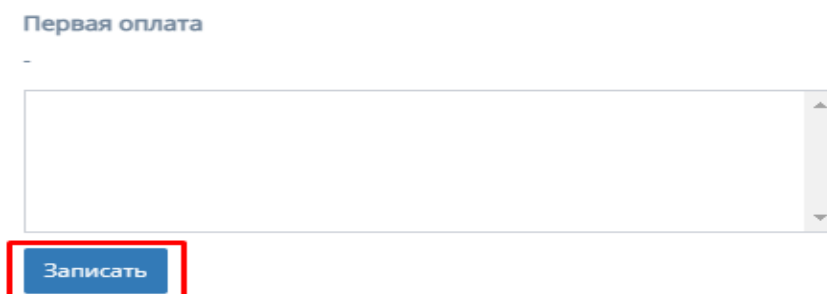 Первая оплата
-
Записать